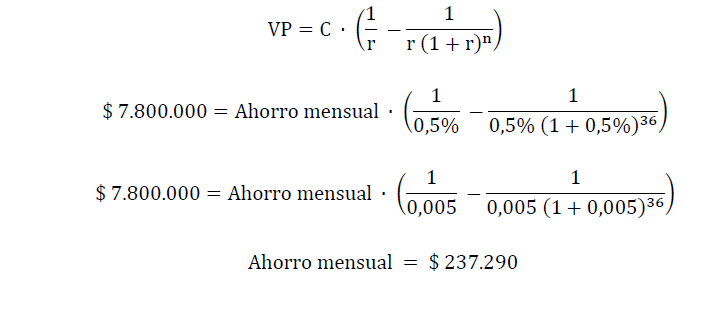 VP = C · (1/r − 1/(r (1 + r)ⁿ))
$ 7.800.000 = Ahorro mensual · (1/0,5% − 1/(0,5% (1 + 0,5%)³⁶))
$ 7.800.000 = Ahorro mensual · (1/0,005 − 1/(0,005 (1 + 0,005)³⁶))
Ahorro mensual = $ 237.290